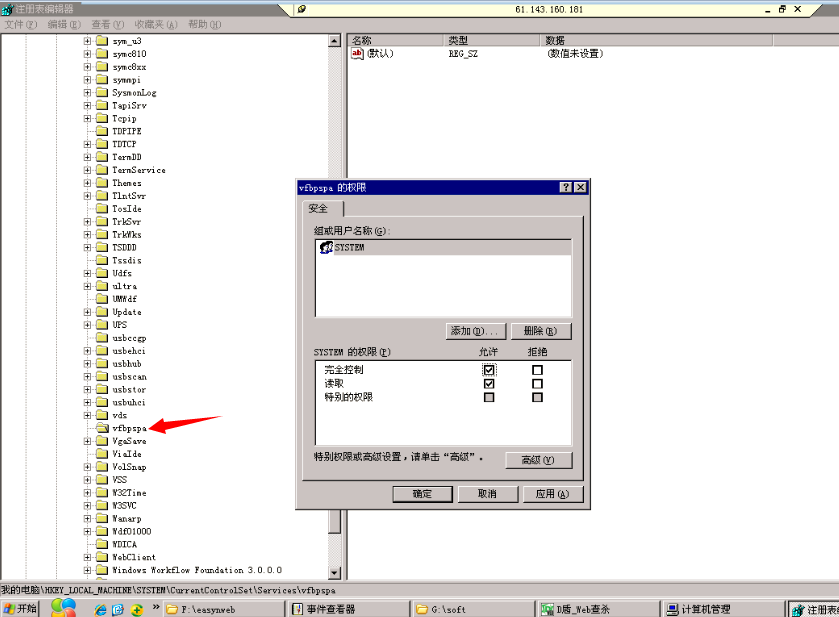 注册表编辑器
61.143.160.181
文件(F) 编辑(E) 查看(V) 收藏夹(A) 帮助(H)
sym_u3
symc810
symc8xx
symmpi
SysmonLog
TapiSrv
Tcpip
TDPIPE
TDTCP
TermDD
TermService
Themes
TlntSvr
TosIde
TrkSvr
TrkWks
TSDDD
Tssdis
Udfs
ultra
UMWdf
Update
UPS
usbccgp
usbehci
usbhub
usbscan
usbstor
usbuhci
vds
vfbpspa
VgaSave
ViaIde
VolSnap
VSS
W32Time
W3SVC
Wanarp
Wdf01000
WDICA
WebClient
Windows Workflow Foundation 3.0.0.0
名称 类型 数据
(默认) REG_SZ (数值未设置)
vfbpspa 的权限
安全
组或用户名称(G):
SYSTEM
添加(D)... 删除(R)
SYSTEM 的权限(P) 允许 拒绝
完全控制
读取
特别的权限
特别权限或高级设置,请单击“高级”。
高级(V)
确定 取消 应用(A)
我的电脑\HKEY_LOCAL_MACHINE\SYSTEM\CurrentControlSet\Services\vfbpspa
开始 » F:\easynweb 事件查看器 G:\soft D盾_Web查杀 计算机管理 注册表